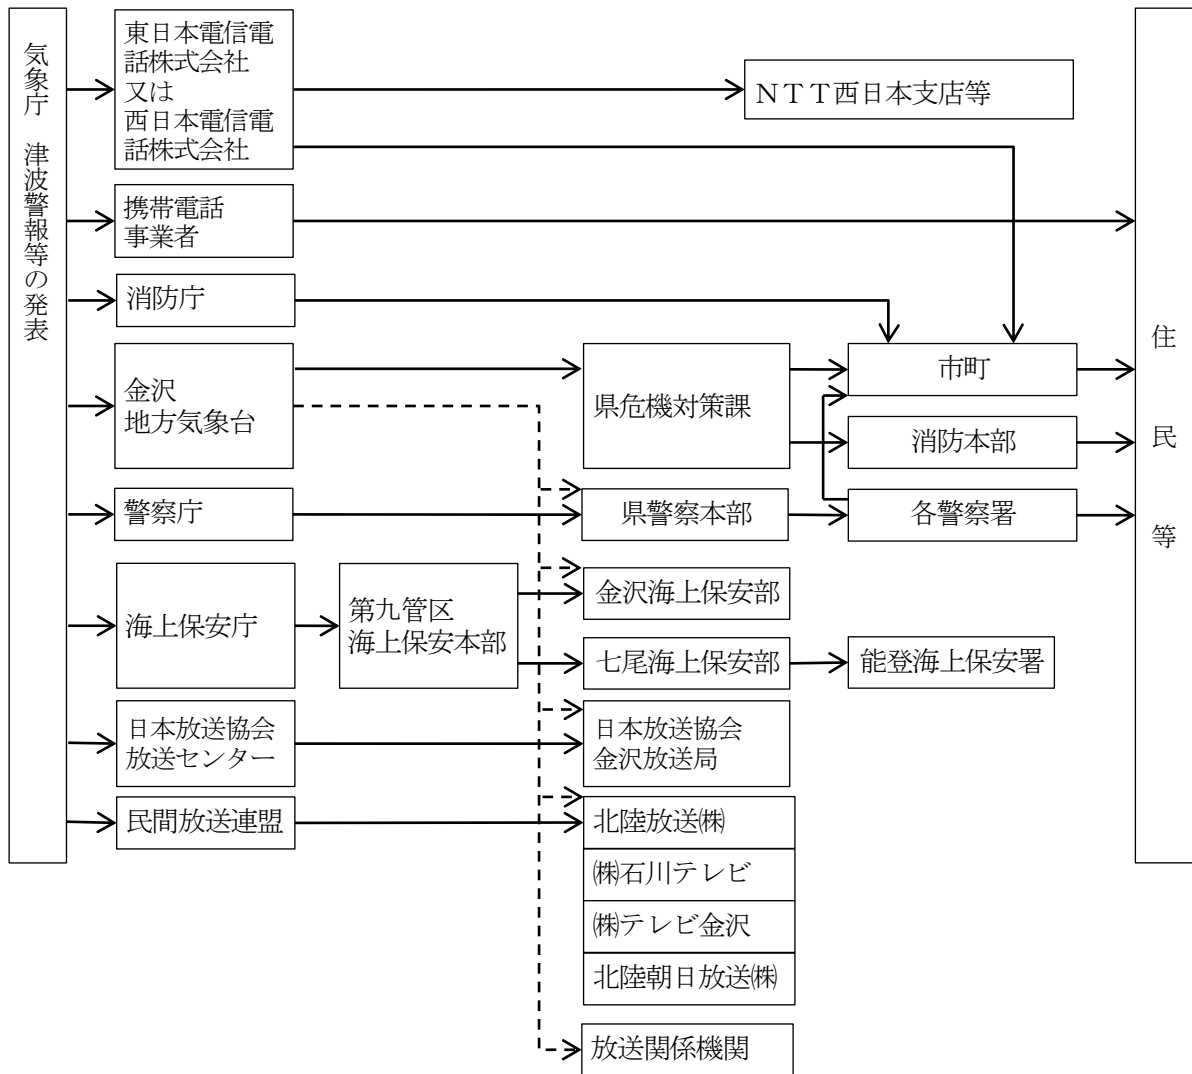 気象庁　津波警報等の発表
東日本電信電
話株式会社
又は
西日本電信電
話株式会社
ＮＴＴ西日本支店等
携帯電話
事業者
消防庁
金沢
地方気象台
県危機対策課
市町
消防本部
警察庁
県警察本部
各警察署
海上保安庁
第九管区
海上保安本部
金沢海上保安部
七尾海上保安部
能登海上保安署
日本放送協会
放送センター
日本放送協会
金沢放送局
民間放送連盟
北陸放送㈱
㈱石川テレビ
㈱テレビ金沢
北陸朝日放送㈱
放送関係機関
住民等